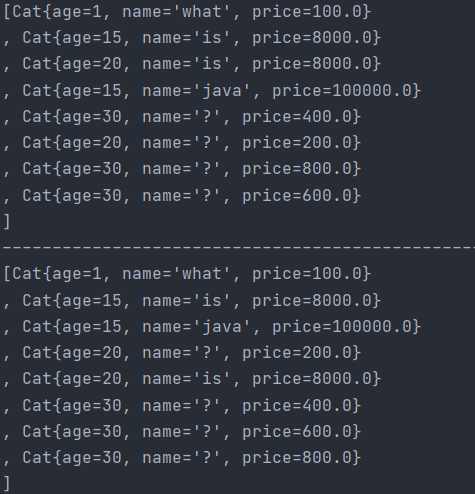 [Cat{age=1, name='what', price=100.0}
, Cat{age=15, name='is', price=8000.0}
, Cat{age=20, name='is', price=8000.0}
, Cat{age=15, name='java', price=100000.0}
, Cat{age=30, name='?', price=400.0}
, Cat{age=20, name='?', price=200.0}
, Cat{age=30, name='?', price=800.0}
, Cat{age=30, name='?', price=600.0}
]
------------------------------------------------
[Cat{age=1, name='what', price=100.0}
, Cat{age=15, name='is', price=8000.0}
, Cat{age=15, name='java', price=100000.0}
, Cat{age=20, name='?', price=200.0}
, Cat{age=20, name='is', price=8000.0}
, Cat{age=30, name='?', price=400.0}
, Cat{age=30, name='?', price=600.0}
, Cat{age=30, name='?', price=800.0}
]